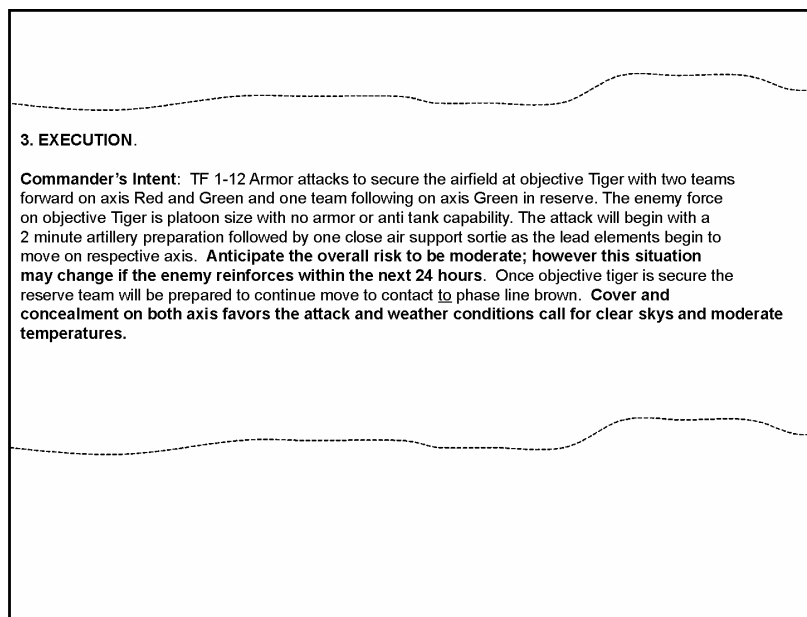 3. EXECUTION.
Commander's Intent: TF 1-12 Armor attacks to secure the airfield at objective Tiger with two teams
forward on axis Red and Green and one team following on axis Green in reserve. The enemy force
on objective Tiger is platoon size with no armor or anti tank capability. The attack will begin with a
2 minute artillery preparation followed by one close air support sortie as the lead elements begin to
move on respective axis. Anticipate the overall risk to be moderate; however this situation
may change if the enemy reinforces within the next 24 hours. Once objective tiger is secure the
reserve team will be prepared to continue move to contact to phase line brown. Cover and
concealment on both axis favors the attack and weather conditions call for clear skys and moderate
temperatures.